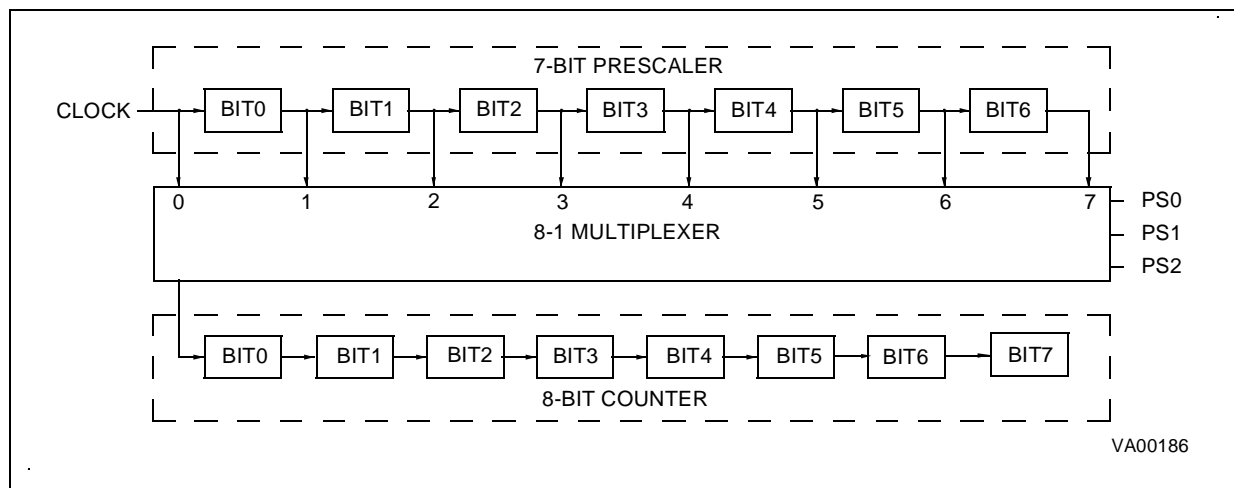 7-BIT PRESCALER
CLOCK BIT0 BIT1 BIT2 BIT3 BIT4 BIT5 BIT6
0 1 2 3 4 5 6 7 PS0
8-1 MULTIPLEXER PS1
PS2
BIT0 BIT1 BIT2 BIT3 BIT4 BIT5 BIT6 BIT7
8-BIT COUNTER
VA00186